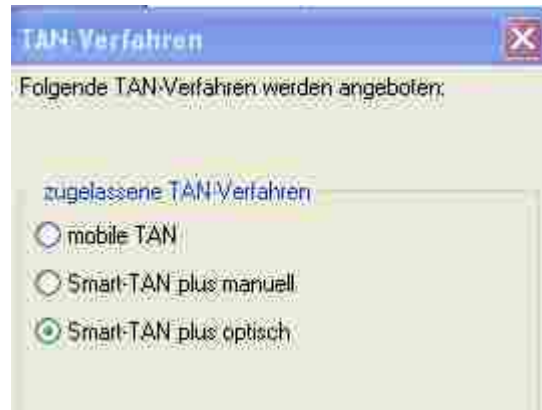 TAN-Verfahren
Folgende TAN-Verfahren werden angeboten:
zugelassene TAN-Verfahren
mobile TAN
Smart-TAN plus manuell
Smart-TAN plus optisch